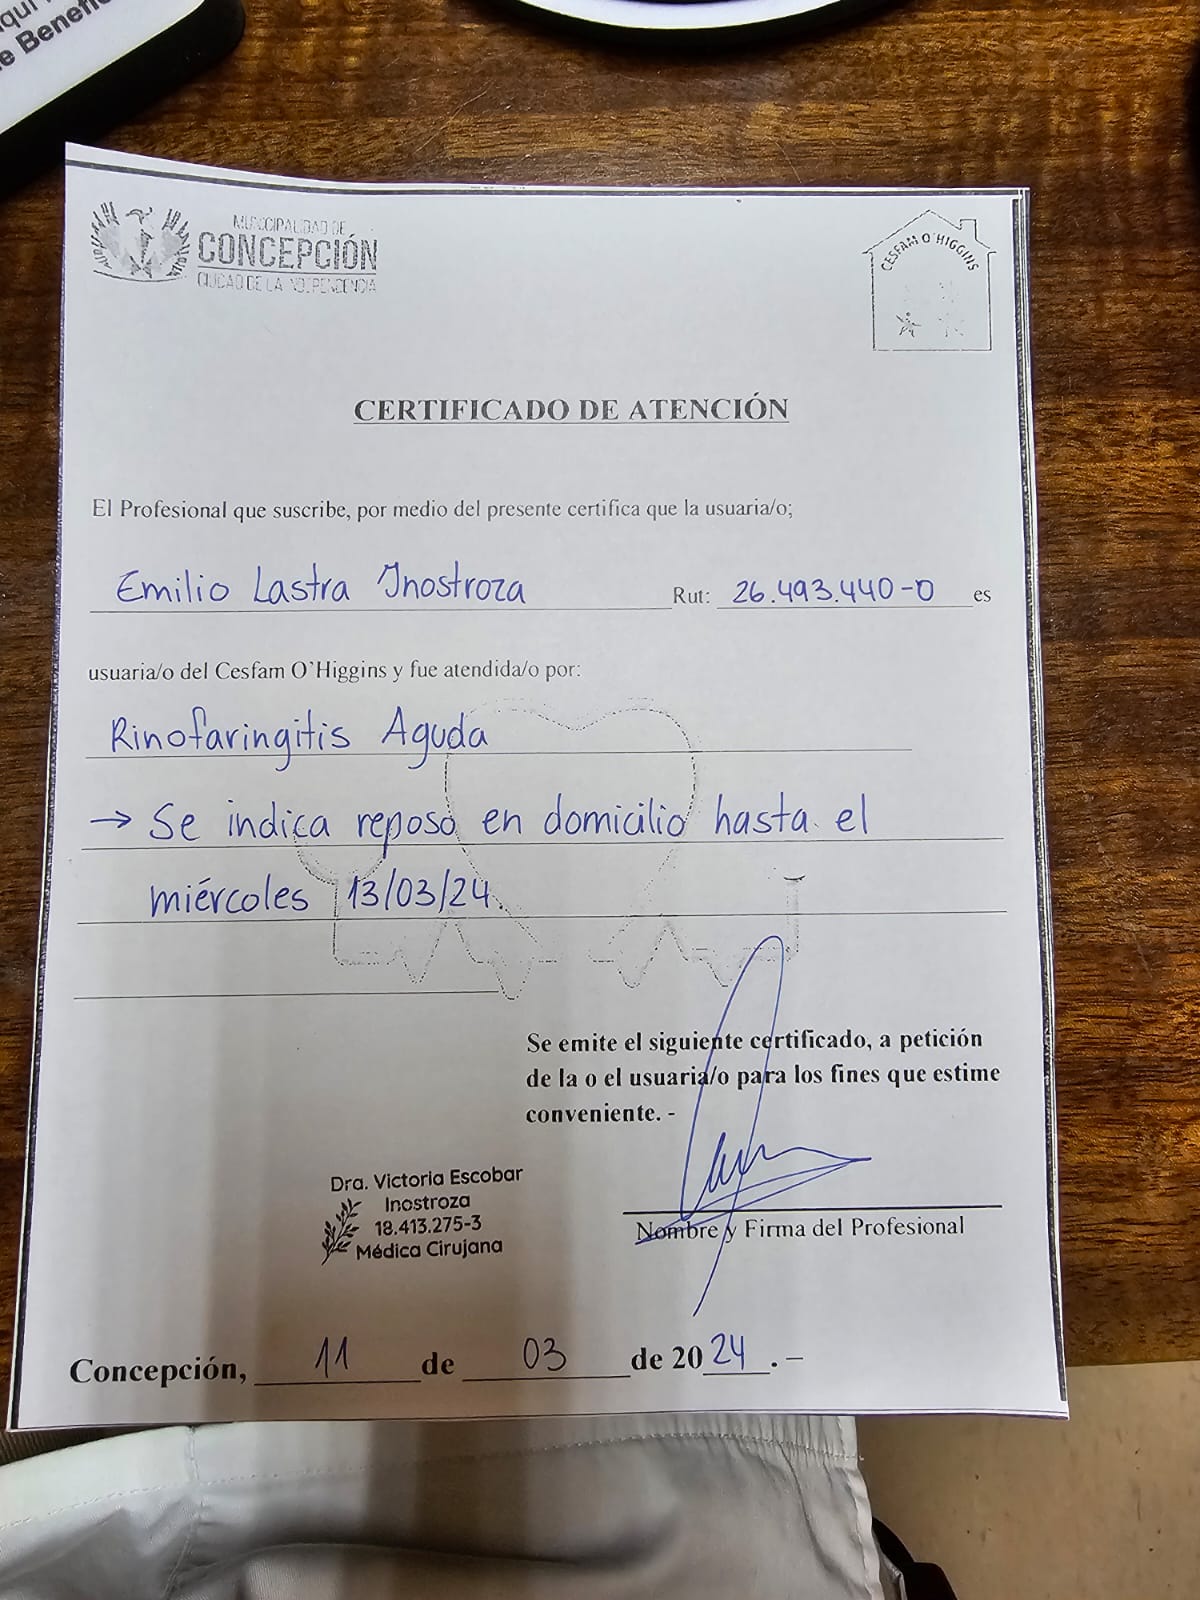 e Benefi
MUNICIPALIDAD DE
CONCEPCIÓN
CIUDAD DE LA INDEPENDENCIA
CESFAM O'HIGGINS
CERTIFICADO DE ATENCIÓN
El Profesional que suscribe, por medio del presente certifica que la usuaria/o;
Emilio Lastra Inostroza Rut: 26.493.440-0 es
usuaria/o del Cesfam O'Higgins y fue atendida/o por:
Rinofaringitis Aguda
→ Se indica reposo en domicilio hasta el
miércoles 13/03/24.
Se emite el siguiente certificado, a petición
de la o el usuaria/o para los fines que estime
conveniente. -
Dra. Victoria Escobar
Inostroza
18.413.275-3
Médica Cirujana
Nombre y Firma del Profesional
Concepción, 11 de 03 de 2024.-